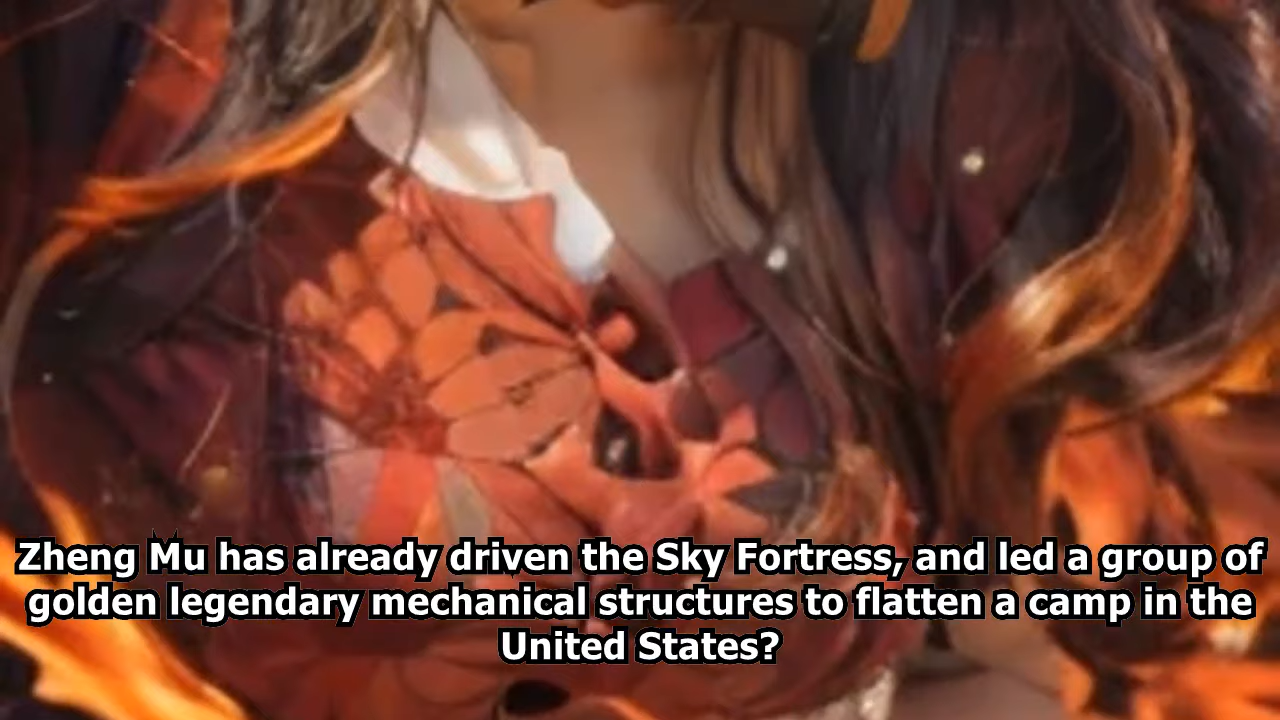 Zheng Mu has already driven the Sky Fortress, and led a group of
golden legendary mechanical structures to flatten a camp in the
United States?